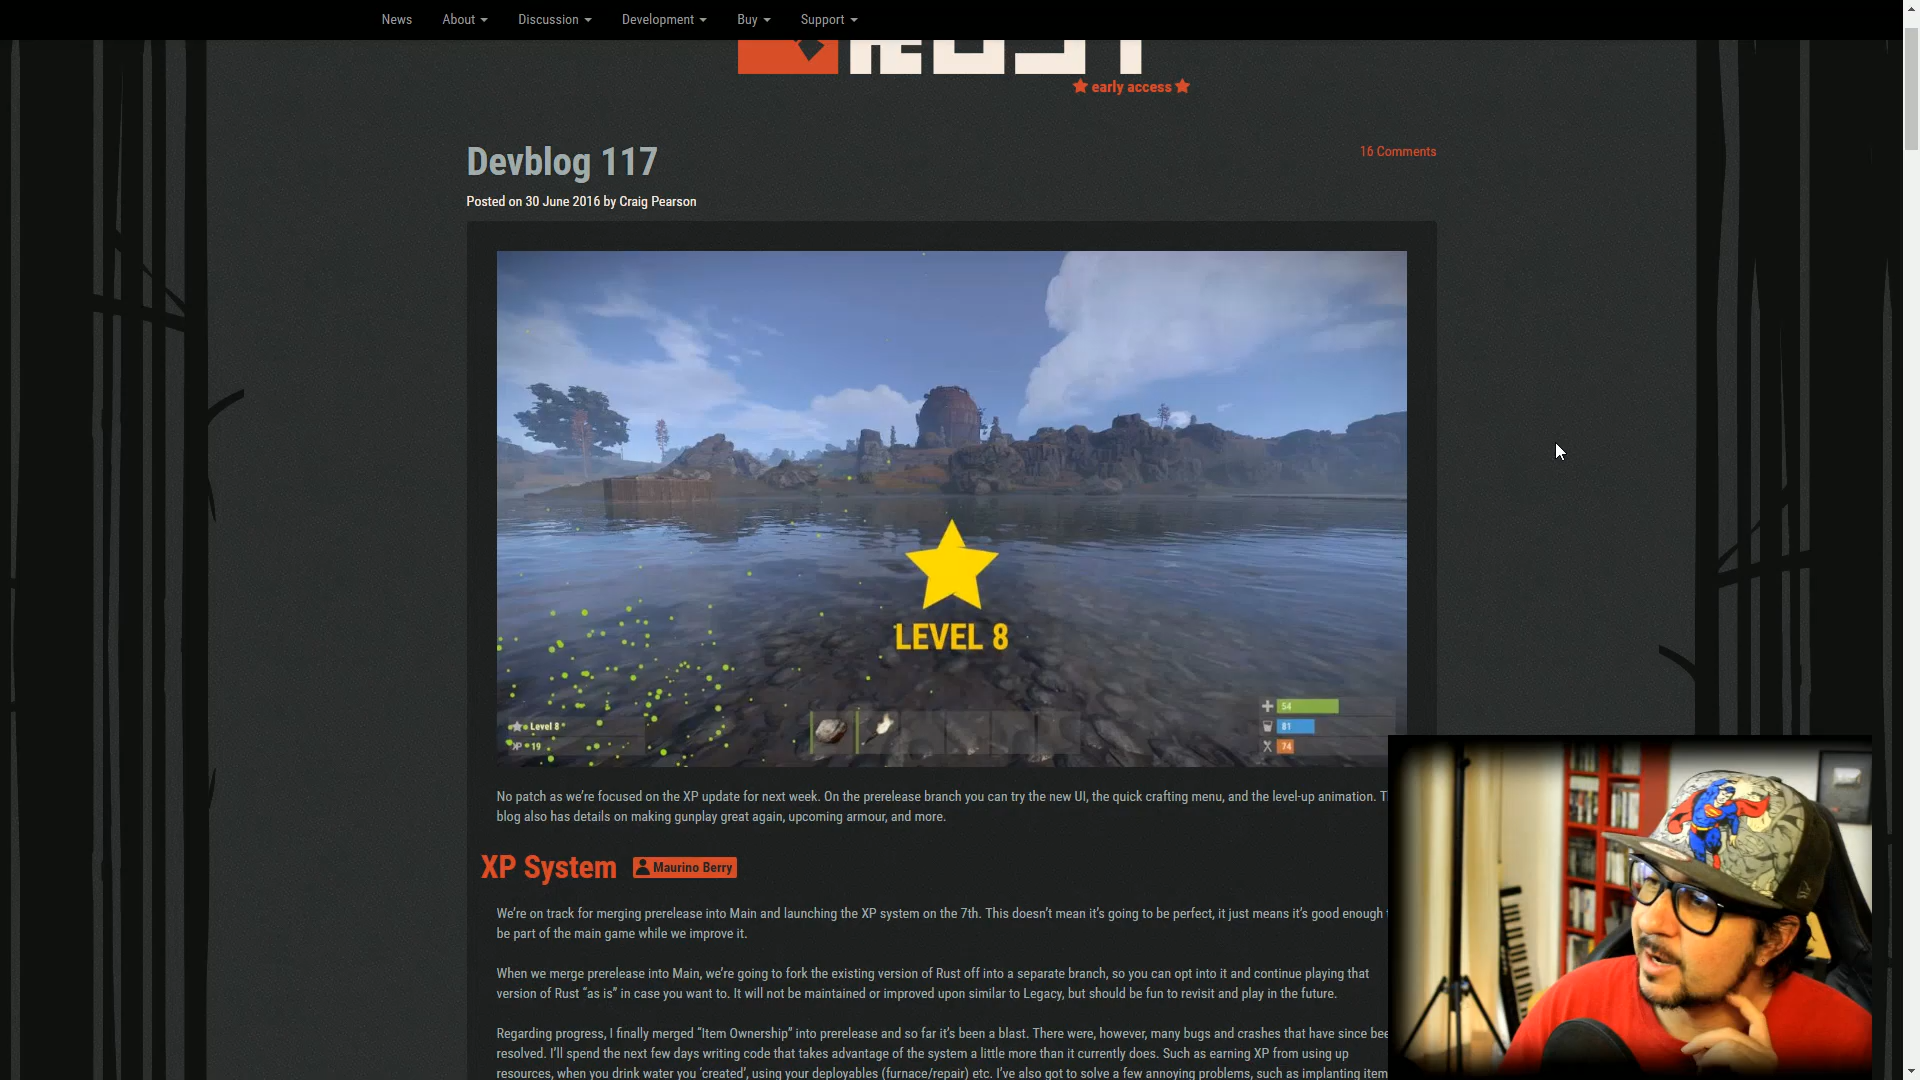 News About Discussion Development Buy Support
RUST
early access
Devblog 117
16 Comments
Posted on 30 June 2016 by Craig Pearson
LEVEL 8
Level 8
XP 19
54
81
74
No patch as we're focused on the XP update for next week. On the prerelease branch you can try the new UI, the quick crafting menu, and the level-up animation.
blog also has details on making gunplay great again, upcoming armour, and more.
XP System Maurino Berry
We're on track for merging prerelease into Main and launching the XP system on the 7th. This doesn't mean it's going to be perfect, it just means it's good enough
be part of the main game while we improve it.
When we merge prerelease into Main, we're going to fork the existing version of Rust off into a separate branch, so you can opt into it and continue playing that
version of Rust “as is” in case you want to. It will not be maintained or improved upon similar to Legacy, but should be fun to revisit and play in the future.
Regarding progress, I finally merged “Item Ownership” into prerelease and so far it's been a blast. There were, however, many bugs and crashes that have since
resolved. I'll spend the next few days writing code that takes advantage of the system a little more than it currently does. Such as earning XP from using up
resources, when you drink water you ‘created’, using your deployables (furnace/repair) etc. I've also got to solve a few annoying problems, such as implanting item